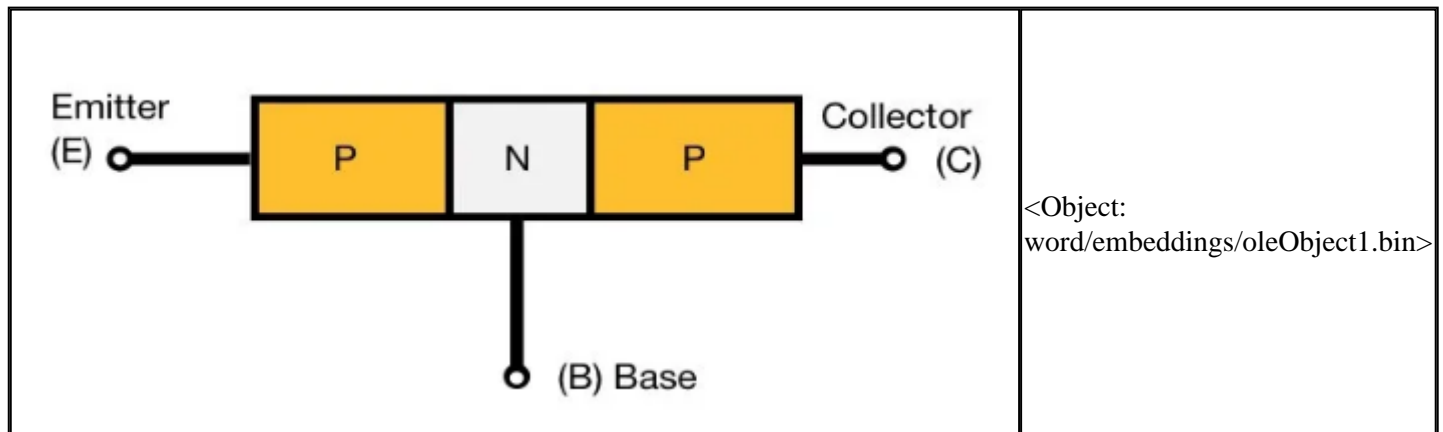 Emitter
(E)
P
N
P
Collector
(C)
(B) Base
<Object:
word/embeddings/oleObject1.bin>